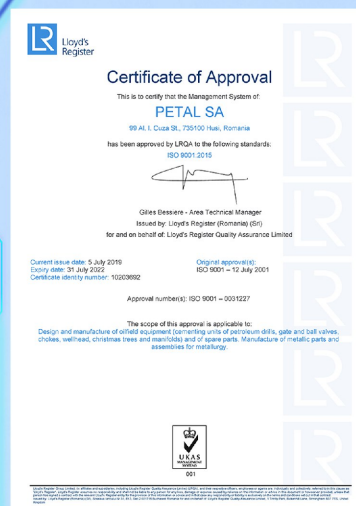 LR
Lloyd's
Register
Certificate of Approval
This is to certify that the Management System of:
PETAL SA
99 Al. I. Cuza St., 735100 Husi, Romania
has been approved by LRQA to the following standards:
ISO 9001:2015
Gilles Bessiere - Area Technical Manager
Issued by: Lloyd's Register (Romania) (Srl)
for and on behalf of: Lloyd's Register Quality Assurance Limited
Current issue date: 5 July 2019
Expiry date: 31 July 2022
Certificate identity number: 10203692
Original approval(s):
ISO 9001 – 12 July 2001
Approval number(s): ISO 9001 – 0031227
The scope of this approval is applicable to:
Design and manufacture of oilfield equipment (cementing units of petroleum drills, gate and ball valves,
chokes, wellhead, christmas trees and manifolds) and of spare parts. Manufacture of metallic parts and
assemblies for metallurgy.
UKAS
MANAGEMENT
SYSTEMS
001